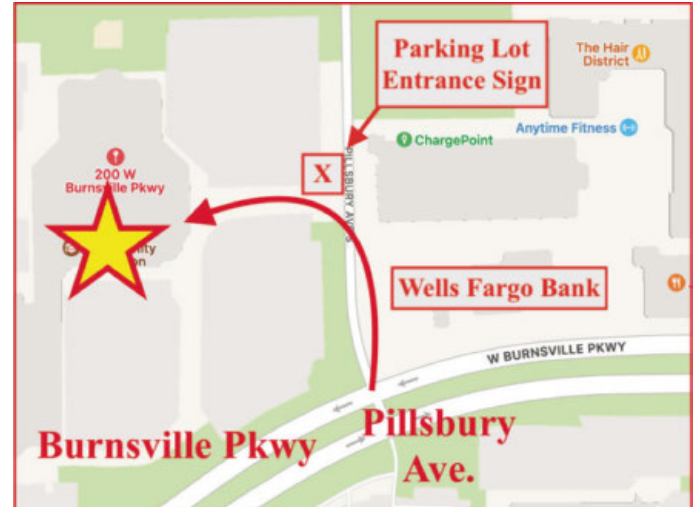 Parking Lot
Entrance Sign
The Hair
District
Anytime Fitness
ChargePoint
200 W
Burnsville Pkwy
X
PILLSBURY AVE S
Wells Fargo Bank
W BURNSVILLE PKWY
Burnsville Pkwy
Pillsbury
Ave.